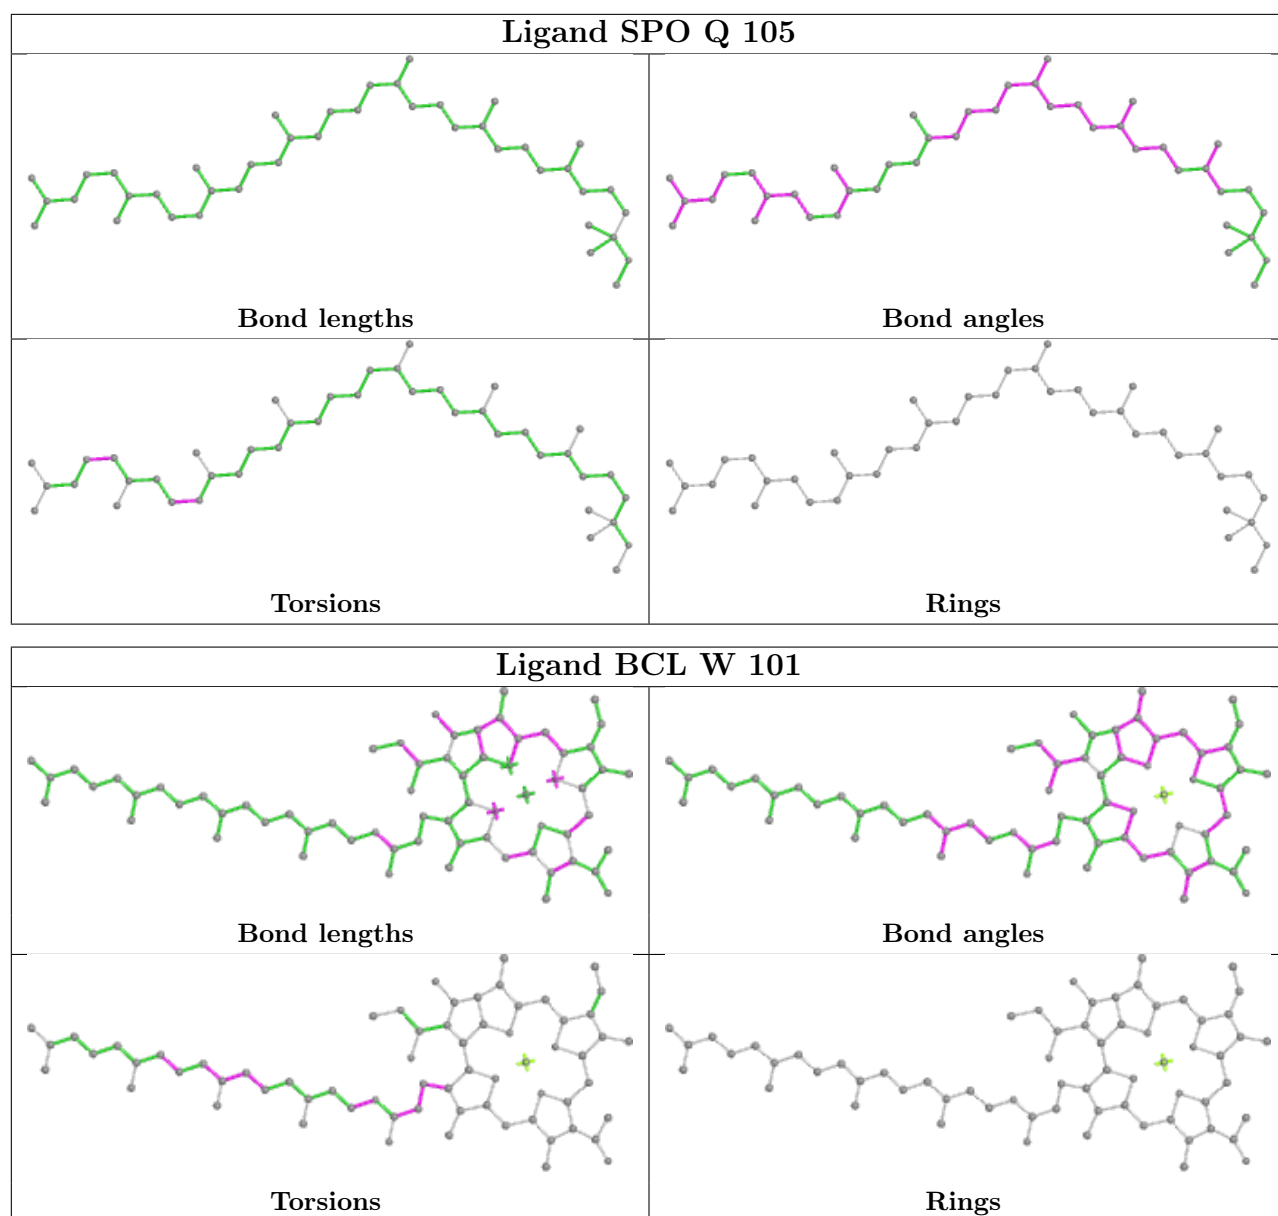 Ligand SPO Q 105
Bond lengths
Bond angles
Torsions
Rings
Ligand BCL W 101
Bond lengths
Bond angles
Torsions
Rings